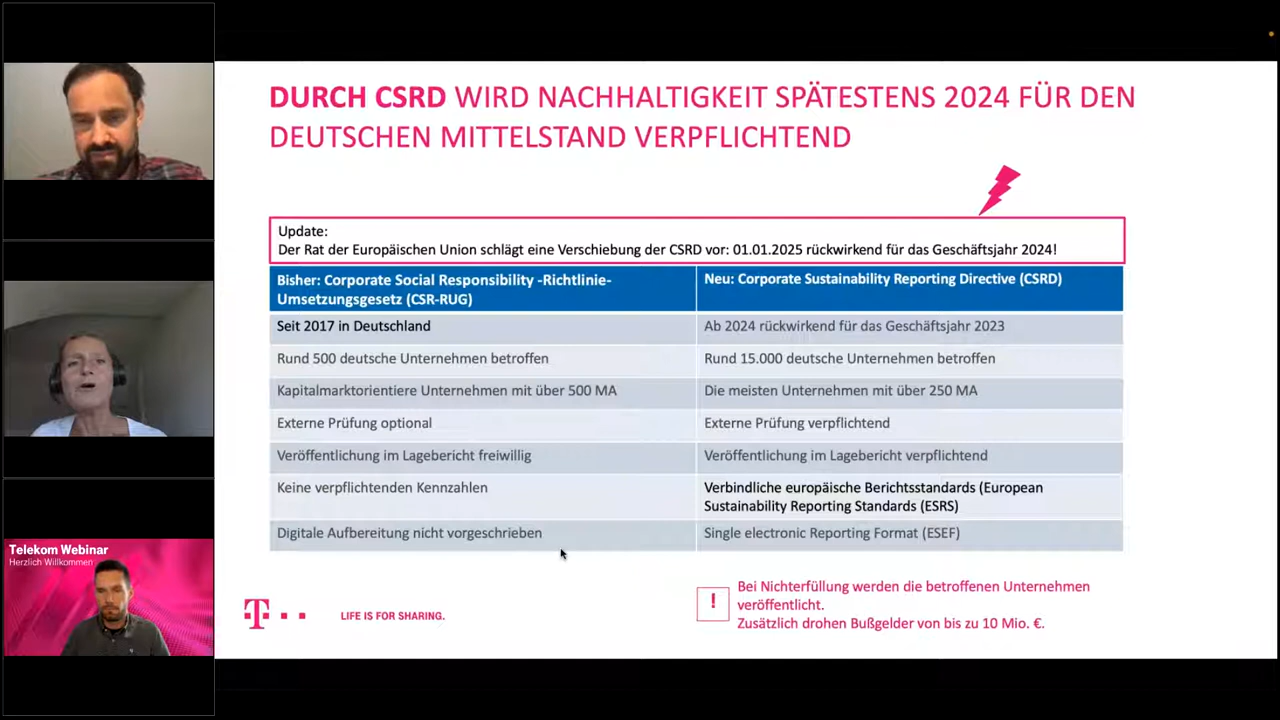 DURCH CSRD WIRD NACHHALTIGKEIT SPÄTESTENS 2024 FÜR DEN
DEUTSCHEN MITTELSTAND VERPFLICHTEND
Update:
Der Rat der Europäischen Union schlägt eine Verschiebung der CSRD vor: 01.01.2025 rückwirkend für das Geschäftsjahr 2024!
Bisher: Corporate Social Responsibility -Richtlinie-
Umsetzungsgesetz (CSR-RUG)
Neu: Corporate Sustainability Reporting Directive (CSRD)
Seit 2017 in Deutschland
Ab 2024 rückwirkend für das Geschäftsjahr 2023
Rund 500 deutsche Unternehmen betroffen
Rund 15.000 deutsche Unternehmen betroffen
Kapitalmarktorientiere Unternehmen mit über 500 MA
Die meisten Unternehmen mit über 250 MA
Externe Prüfung optional
Externe Prüfung verpflichtend
Veröffentlichung im Lagebericht freiwillig
Veröffentlichung im Lagebericht verpflichtend
Keine verpflichtenden Kennzahlen
Verbindliche europäische Berichtsstandards (European
Sustainability Reporting Standards (ESRS)
Digitale Aufbereitung nicht vorgeschrieben
Single electronic Reporting Format (ESEF)
Telekom Webinar
Herzlich Willkommen
T
LIFE IS FOR SHARING.
!
Bei Nichterfüllung werden die betroffenen Unternehmen
veröffentlicht.
Zusätzlich drohen Bußgelder von bis zu 10 Mio. €.